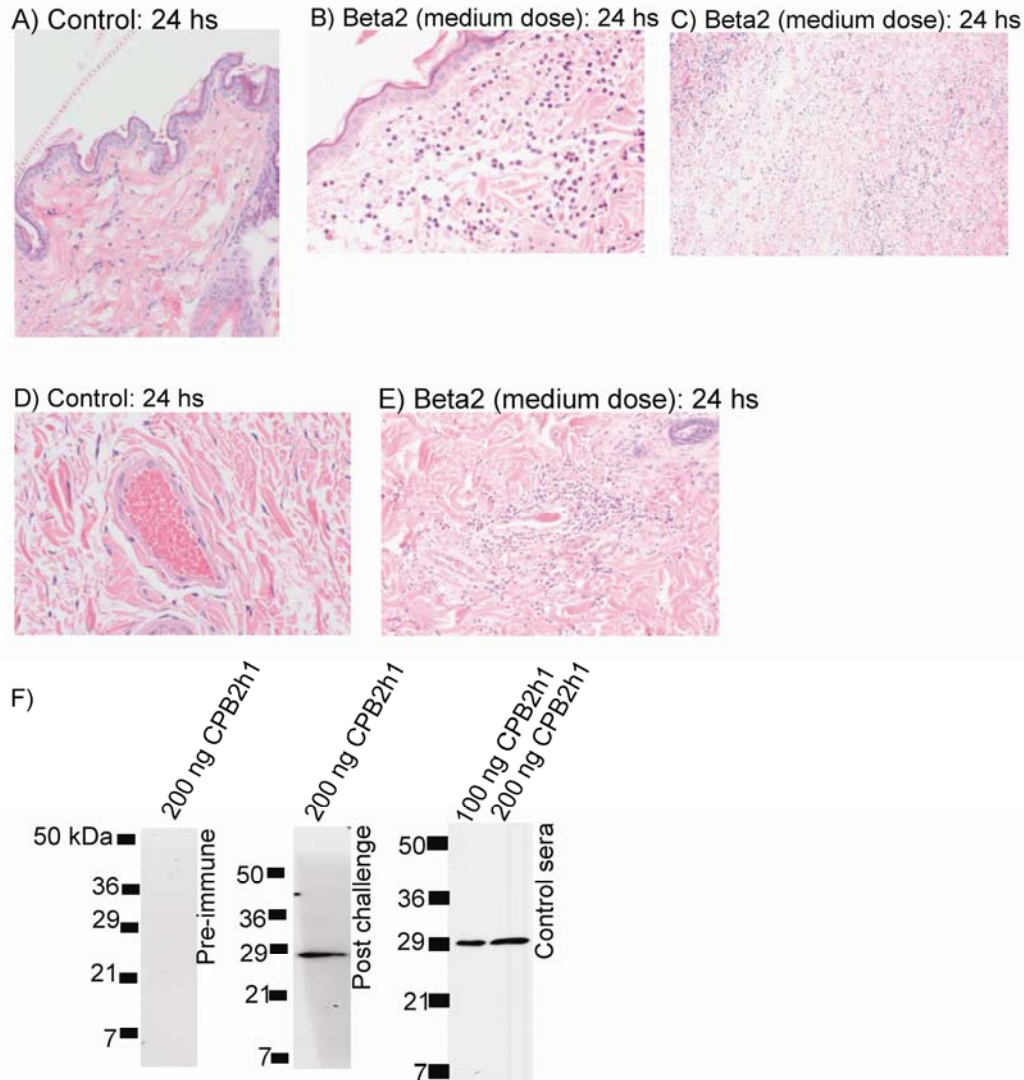 A) Control: 24 hs
B) Beta2 (medium dose): 24 hs
C) Beta2 (medium dose): 24 hs
D) Control: 24 hs
E) Beta2 (medium dose): 24 hs
F)
200 ng CPB2h1
50 kDa
36
29
21
7
Pre-immune
200 ng CPB2h1
50
36
29
21
7
Post challenge
100 ng CPB2h1
200 ng CPB2h1
50
36
29
21
7
Control sera